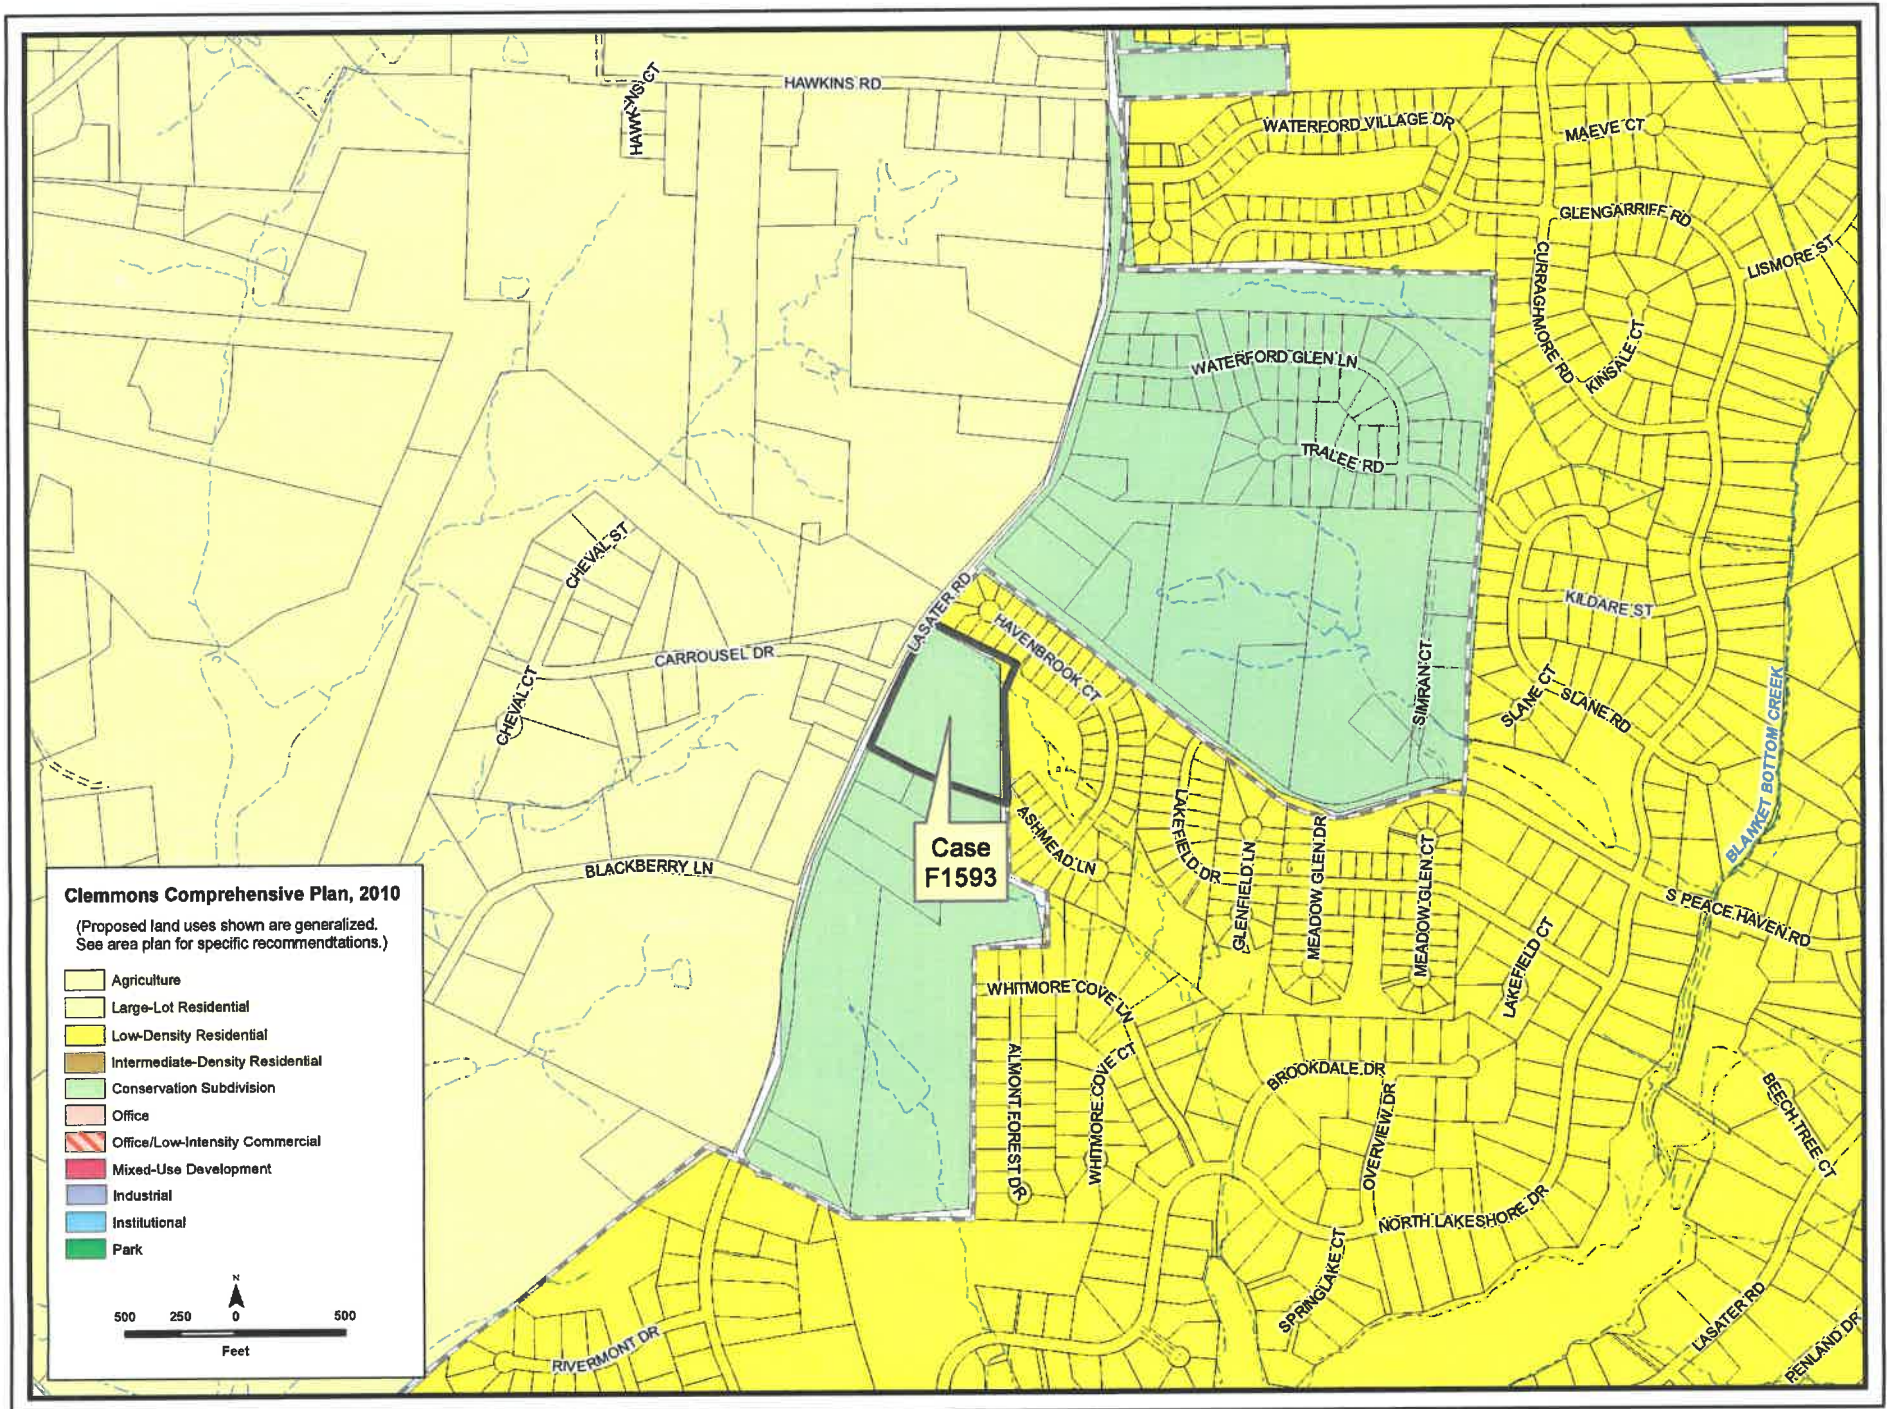 HAWKINS RD
HAWKENS CT
WATERFORD VILLAGE DR
MAEVE CT
GLENGARRIFF RD
LISMORE ST
CURRAGHMORE RD
KINSALE CT
WATERFORD GLEN LN
TRALEE RD
CHEVAL ST
LASATER RD
KILDARE ST
HAVENBROOK CT
CARROUSEL DR
CHEVAL CT
SIMRAN CT
SLANE CT
SLANE RD
BLANKET BOTTOM CREEK
Case
F1593
ASHMEAD LN
LAKEFIELD DR
GLENFIELD LN
MEADOW GLEN DR
MEADOW GLEN CT
BLACKBERRY LN
S PEACE HAVEN RD
LAKEFIELD CT
WHITMORE COVE LN
ALMONT FOREST DR
WHITMORE COVE CT
BROOKDALE DR
OVERVIEW DR
BEECH TREE CT
NORTH LAKESHORE DR
SPRINGLAKE CT
LASATER RD
PENLAND DR
RIVERMONT DR
Clemmons Comprehensive Plan, 2010
(Proposed land uses shown are generalized.
See area plan for specific recommendtations.)
Agriculture
Large-Lot Residential
Low-Density Residential
Intermediate-Density Residential
Conservation Subdivision
Office
Office/Low-Intensity Commercial
Mixed-Use Development
Industrial
Institutional
Park
N
500 250 0 500
Feet